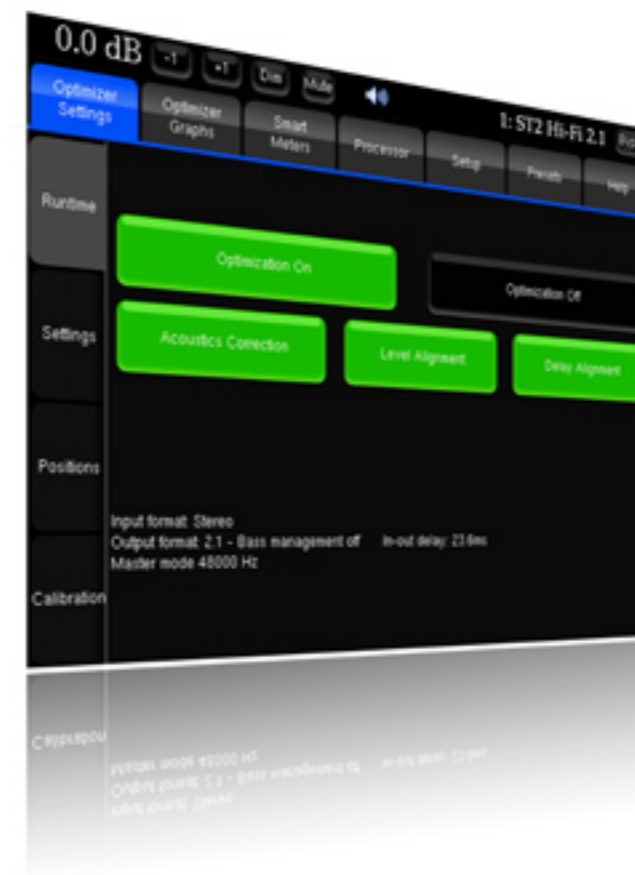 0.0 dB -1 +1 Dim Mute
1: ST2 Hi-Fi 2.1
Optimizer
Settings
Optimizer
Graphs
Smart
Meters
Processor
Setup
Presets
Help
Runtime
Optimization On
Optimization Off
Settings
Acoustics Correction
Level Alignment
Delay Alignment
Positions
Input format: Stereo
Output format: 2.1 - Bass management off In-out delay: 23.6ms
Master mode 48000 Hz
Calibration